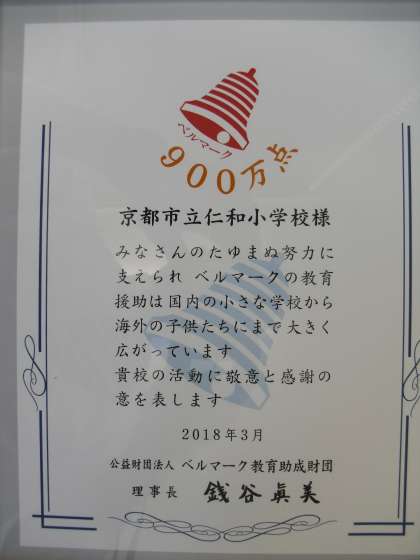 ベルマーク
900万点
京都市立仁和小学校様
みなさんのたゆまぬ努力に
支えられ ベルマークの教育
援助は国内の小さな学校から
海外の子供たちにまで大きく
広がっています
貴校の活動に敬意と感謝の
意を表します
2018年3月
公益財団法人 ベルマーク教育助成財団
理事長 銭谷眞美